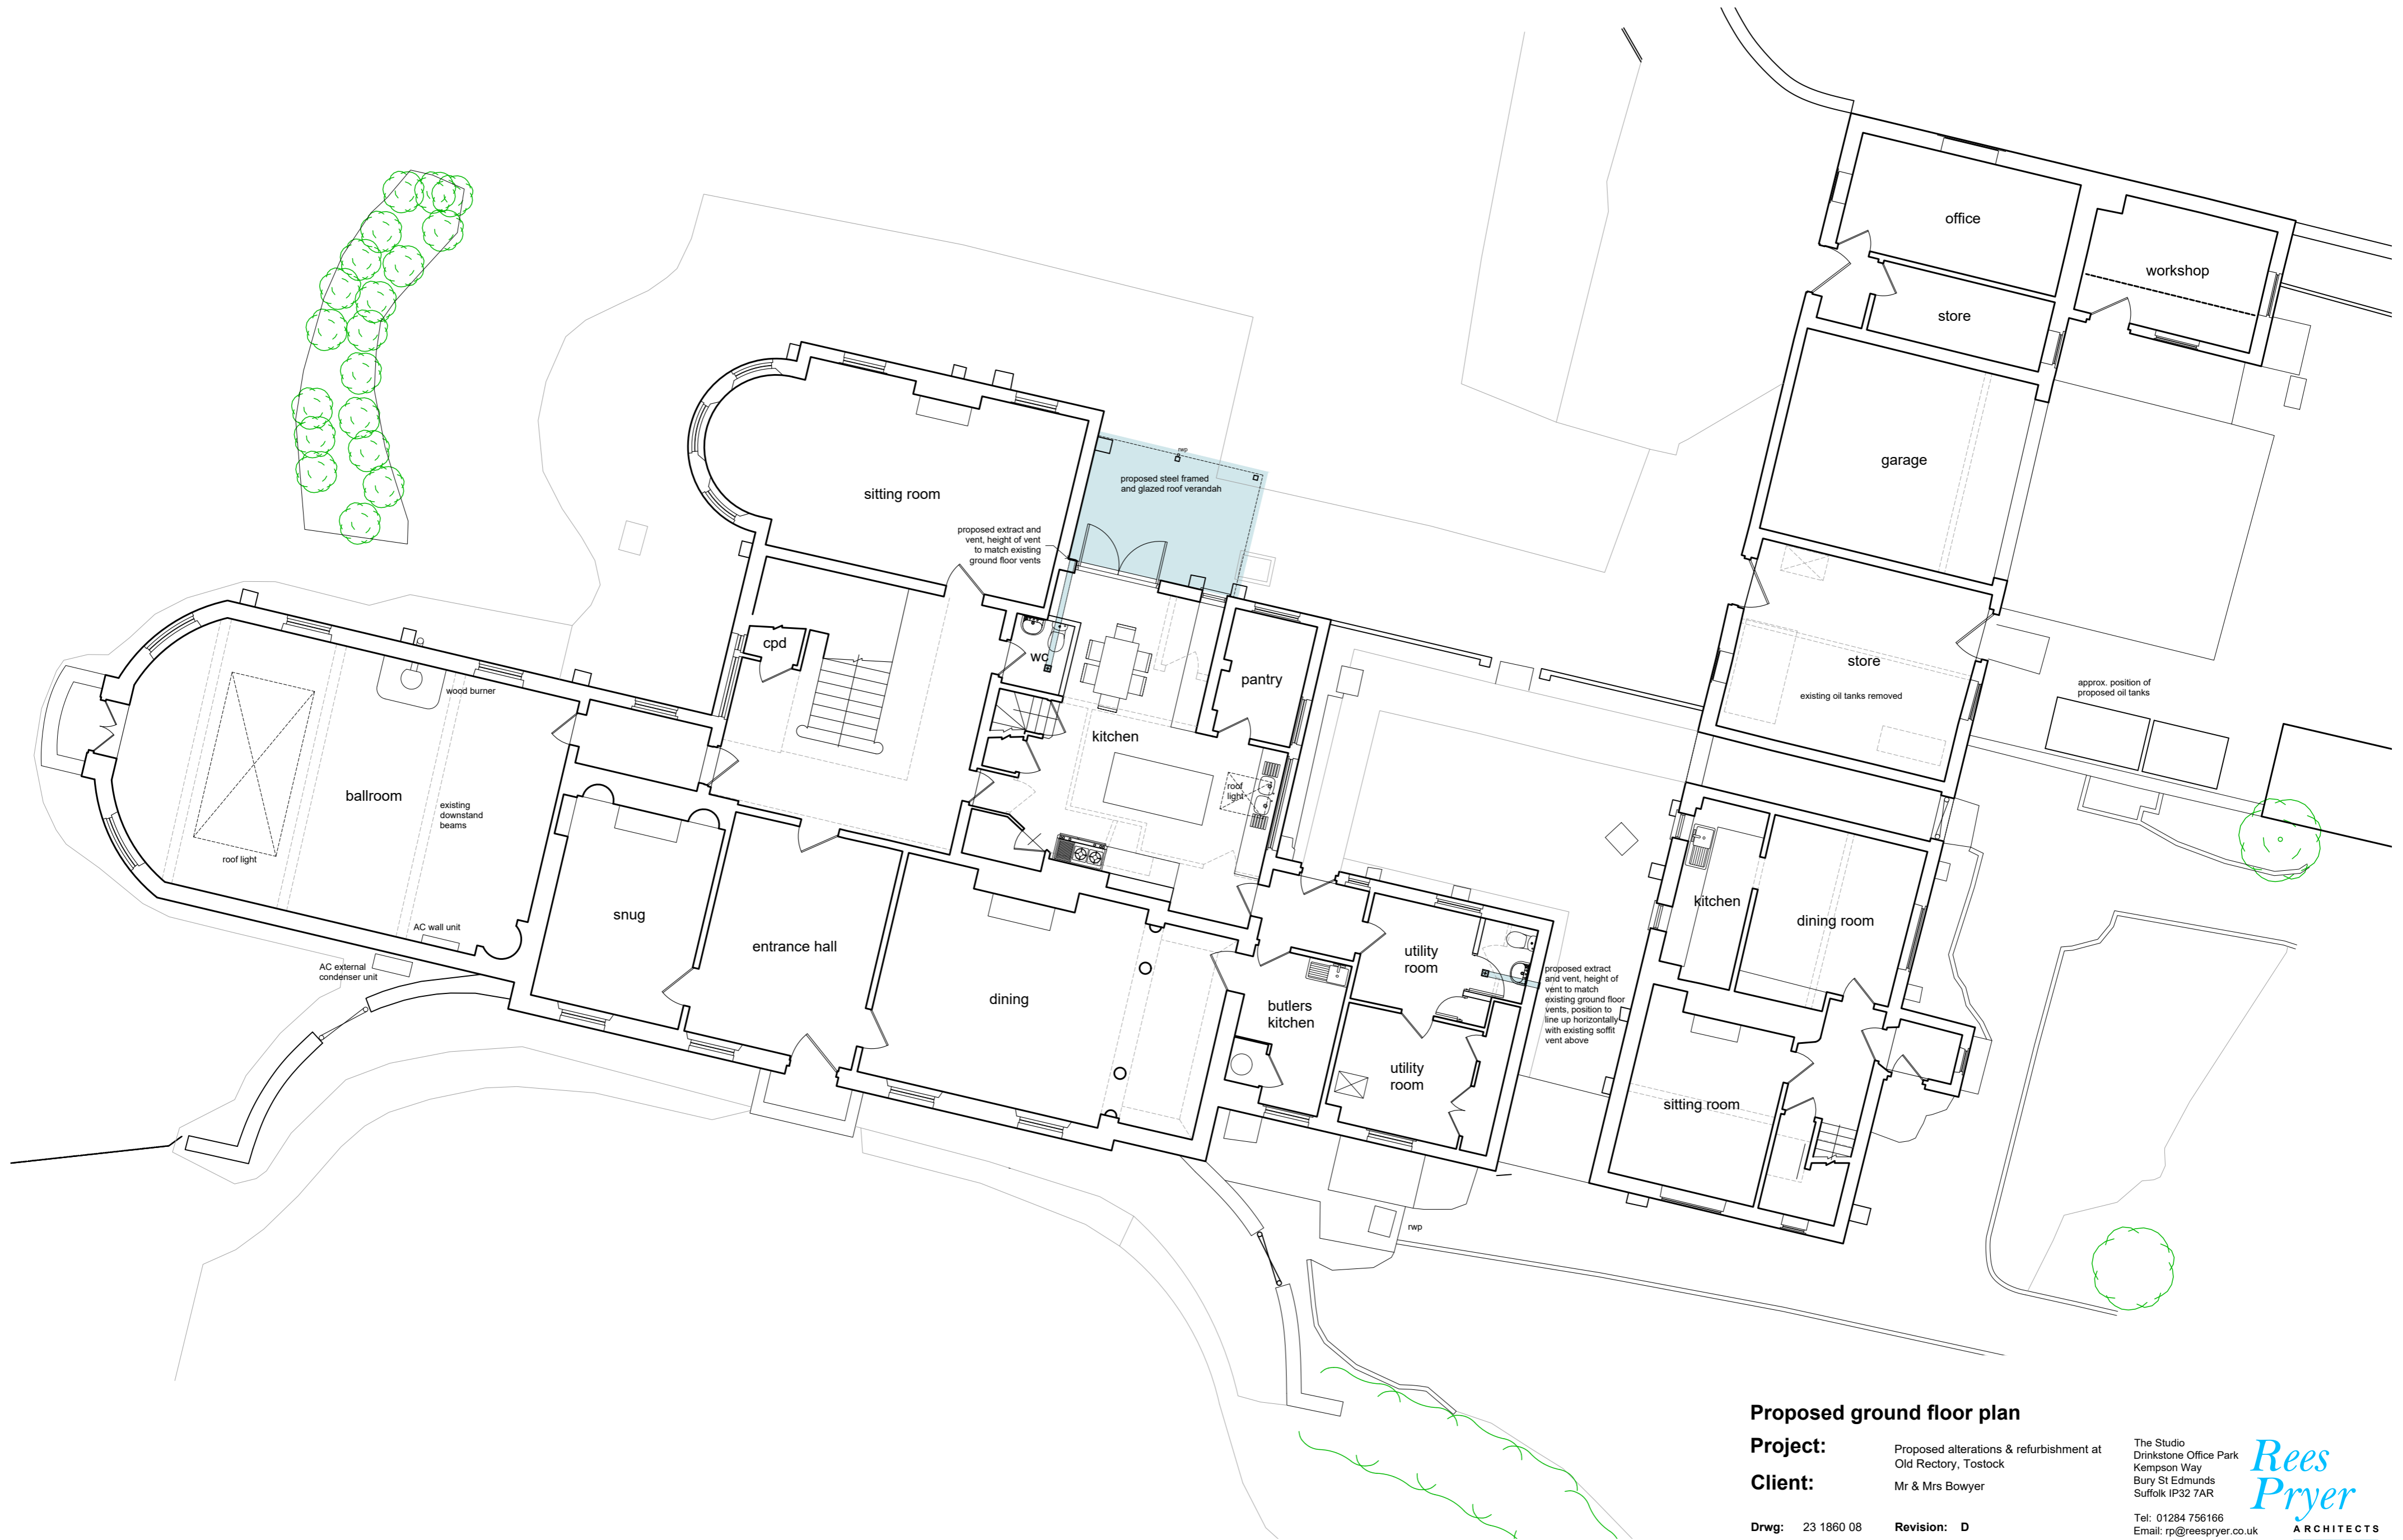 office
workshop
store
garage
rwp
proposed steel framed
and glazed roof verandah
sitting room
proposed extract and
vent, height of vent
to match existing
ground floor vents
cpd
wc
pantry
store
existing oil tanks removed
approx. position of
proposed oil tanks
wood burner
kitchen
roof
light
ballroom
existing
downstand
beams
roof light
AC wall unit
AC external
condenser unit
snug
entrance hall
dining
butlers
kitchen
utility
room
utility
room
proposed extract
and vent, height of
vent to match
existing ground floor
vents, position to
line up horizontally
with existing soffit
vent above
kitchen
dining room
sitting room
rwp
Proposed ground floor plan
Project:
Proposed alterations & refurbishment at
Old Rectory, Tostock
Client:
Mr & Mrs Bowyer
Drwg: 23 1860 08 Revision: D
The Studio
Drinkstone Office Park
Kempson Way
Bury St Edmunds
Suffolk IP32 7AR
Tel: 01284 756166
Email: rp@reespryer.co.uk
Rees
Pryer
ARCHITECTS